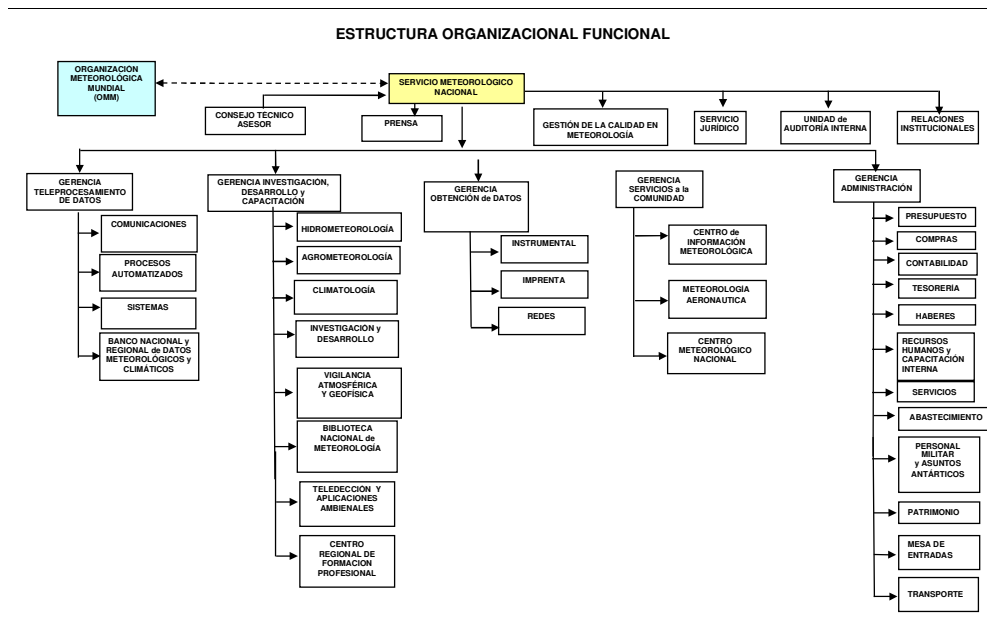 ESTRUCTURA ORGANIZACIONAL FUNCIONAL
ORGANIZACIÓN
METEOROLÓGICA
MUNDIAL
(OMM)
SERVICIO METEOROLÓGICO
NACIONAL
CONSEJO TÉCNICO
ASESOR
PRENSA
GESTIÓN DE LA CALIDAD EN
METEOROLOGÍA
SERVICIO
JURÍDICO
UNIDAD de
AUDITORÍA INTERNA
RELACIONES
INSTITUCIONALES
GERENCIA
TELEPROCESAMIENTO
DE DATOS
COMUNICACIONES
PROCESOS
AUTOMATIZADOS
SISTEMAS
BANCO NACIONAL y
REGIONAL de DATOS
METEOROLÓGICOS y
CLIMÁTICOS
GERENCIA INVESTIGACIÓN,
DESARROLLO y
CAPACITACIÓN
HIDROMETEOROLOGÍA
AGROMETEOROLOGÍA
CLIMATOLOGÍA
INVESTIGACIÓN y
DESARROLLO
VIGILANCIA
ATMOSFÉRICA
Y GEOFÍSICA
BIBLIOTECA
NACIONAL de
METEOROLOGÍA
TELEDECCIÓN Y
APLICACIONES
AMBIENALES
CENTRO
REGIONAL DE
FORMACION
PROFESIONAL
GERENCIA
OBTENCIÓN de DATOS
INSTRUMENTAL
IMPRENTA
REDES
GERENCIA
SERVICIOS a la
COMUNIDAD
CENTRO de
INFORMACIÓN
METEOROLÓGICA
METEOROLOGÍA
AERONAUTICA
CENTRO
METEOROLÓGICO
NACIONAL
GERENCIA
ADMINISTRACIÓN
PRESUPUESTO
COMPRAS
CONTABILIDAD
TESORERÍA
HABERES
RECURSOS
HUMANOS y
CAPACITACIÓN
INTERNA
SERVICIOS
ABASTECIMIENTO
PERSONAL
MILITAR
y ASUNTOS
ANTÁRTICOS
PATRIMONIO
MESA DE
ENTRADAS
TRANSPORTE